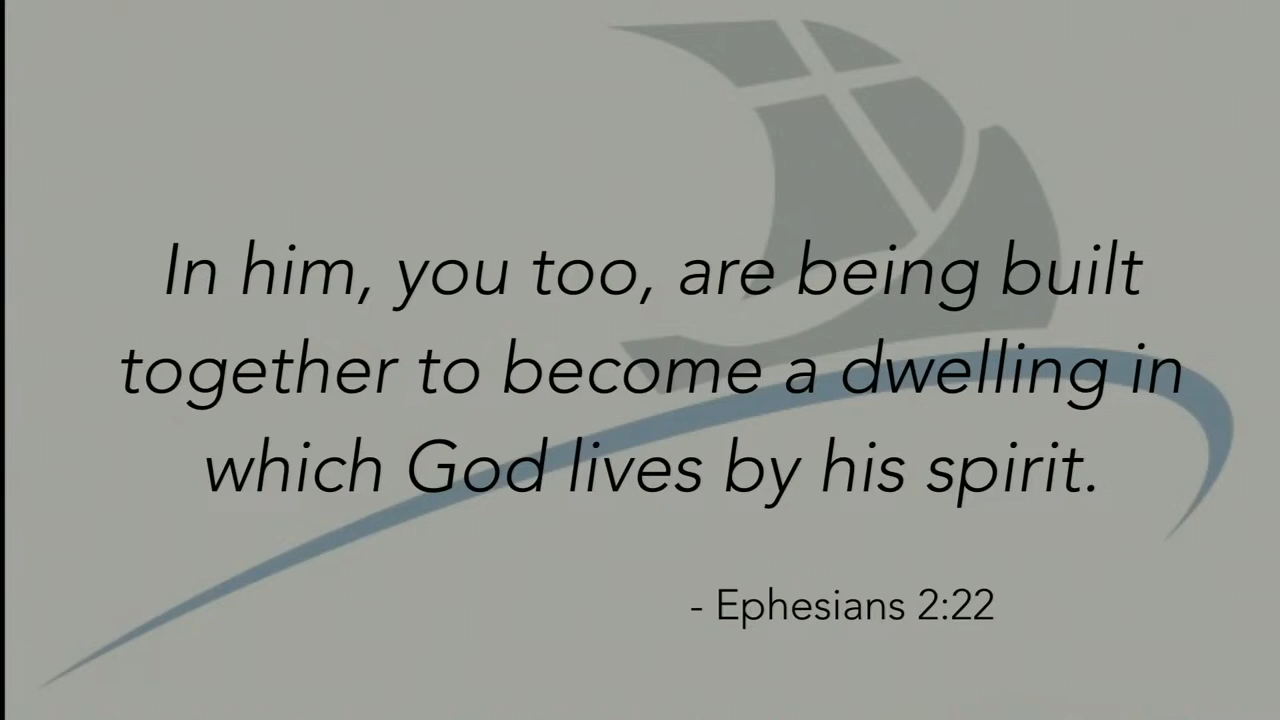 In him, you too, are being built
together to become a dwelling in
which God lives by his spirit.
- Ephesians 2:22